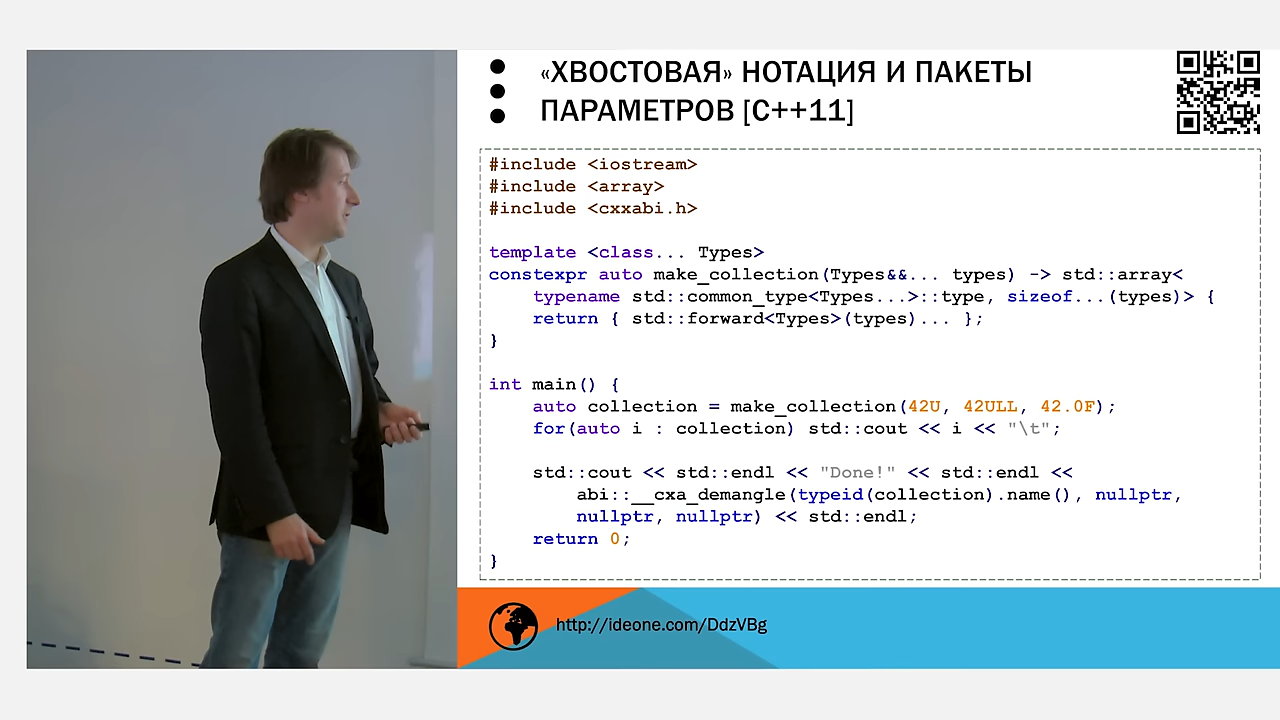 «ХВОСТОВАЯ» НОТАЦИЯ И ПАКЕТЫ
ПАРАМЕТРОВ [C++11]
#include <iostream>
#include <array>
#include <cxxabi.h>
template <class... Types>
constexpr auto make_collection(Types&&... types) -> std::array<
    typename std::common_type<Types...>::type, sizeof...(types)> {
    return { std::forward<Types>(types)... };
}
int main() {
    auto collection = make_collection(42U, 42ULL, 42.0F);
    for(auto i : collection) std::cout << i << "\t";
    std::cout << std::endl << "Done!" << std::endl <<
        abi::__cxa_demangle(typeid(collection).name(), nullptr,
        nullptr, nullptr) << std::endl;
    return 0;
}
http://ideone.com/DdzVBg